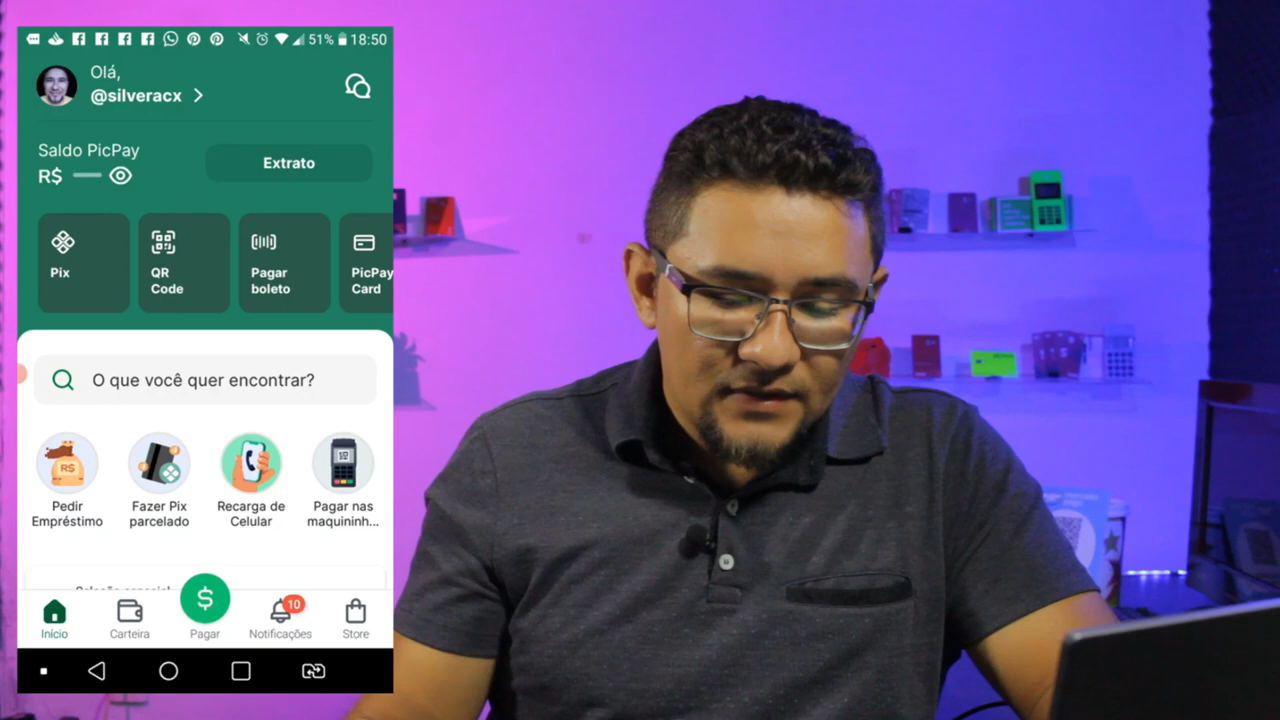 51% 18:50
Olá,
@silveracx
Saldo PicPay
R$
Extrato
Pix
QR
Code
Pagar
boleto
PicPay
Card
O que você quer encontrar?
R$
Pedir
Empréstimo
Fazer Pix
parcelado
Recarga de
Celular
Pagar nas
maquininh...
$
10
Início
Carteira
Pagar
Notificações
Store